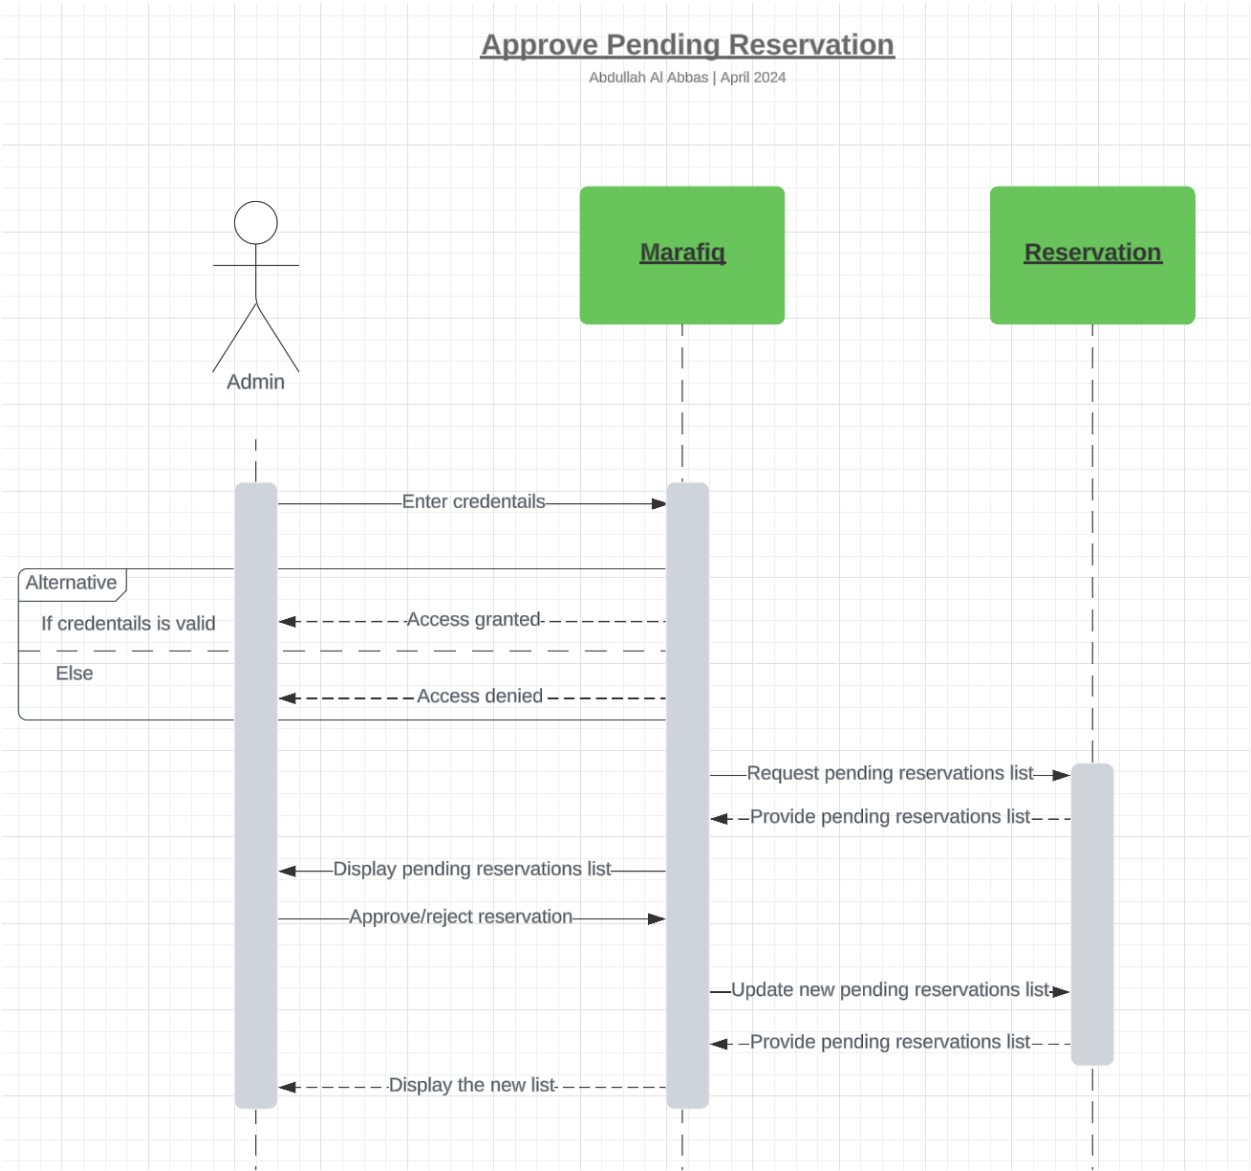 Approve Pending Reservation
Abdullah Al Abbas | April 2024
Marafiq
Reservation
Admin
Enter credentails
Alternative
If credentails is valid
Access granted
Else
Access denied
Request pending reservations list
Provide pending reservations list
Display pending reservations list
Approve/reject reservation
Update new pending reservations list
Provide pending reservations list
Display the new list